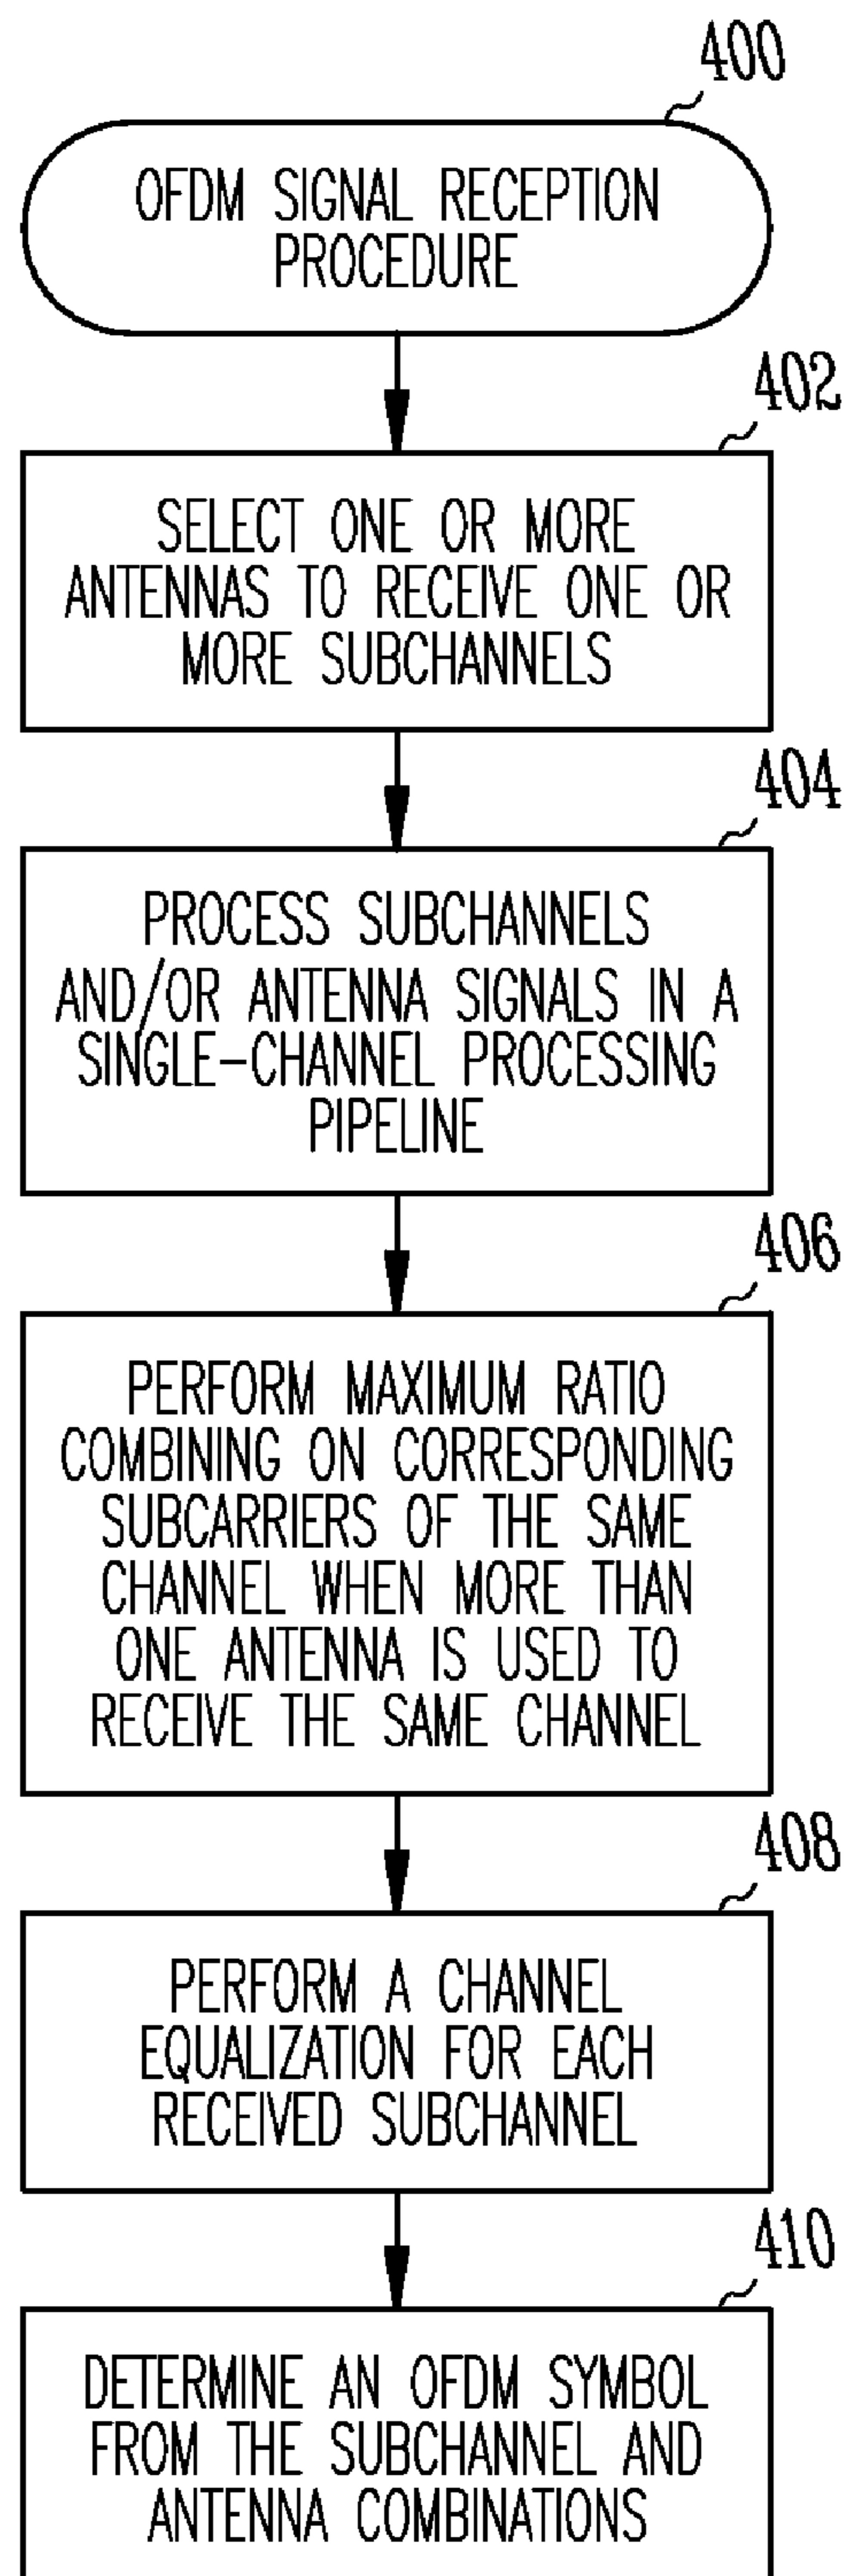 400
OFDM SIGNAL RECEPTION
PROCEDURE
402
SELECT ONE OR MORE
ANTENNAS TO RECEIVE ONE OR
MORE SUBCHANNELS
404
PROCESS SUBCHANNELS
AND/OR ANTENNA SIGNALS IN A
SINGLE-CHANNEL PROCESSING
PIPELINE
406
PERFORM MAXIMUM RATIO
COMBINING ON CORRESPONDING
SUBCARRIERS OF THE SAME
CHANNEL WHEN MORE THAN
ONE ANTENNA IS USED TO
RECEIVE THE SAME CHANNEL
408
PERFORM A CHANNEL
EQUALIZATION FOR EACH
RECEIVED SUBCHANNEL
410
DETERMINE AN OFDM SYMBOL
FROM THE SUBCHANNEL AND
ANTENNA COMBINATIONS